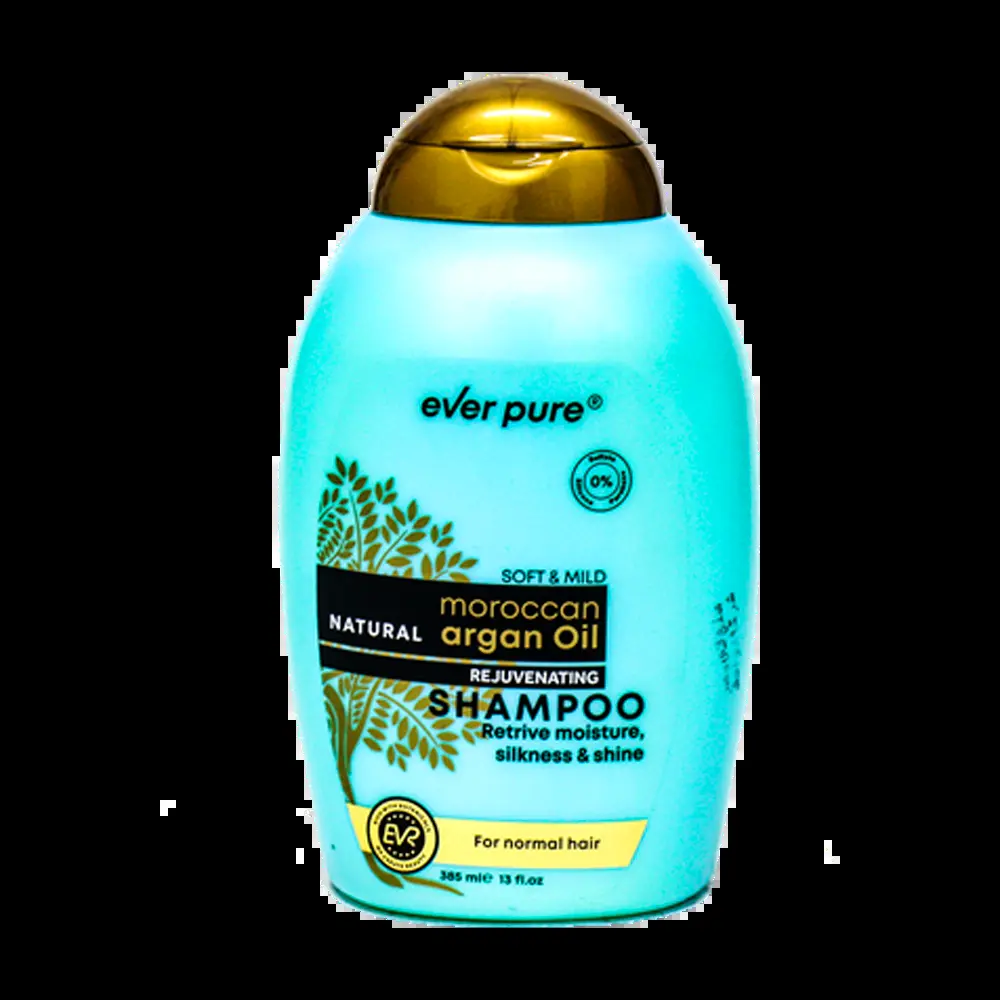 ever pure®
0%
SOFT & MILD
moroccan
NATURAL argan Oil
REJUVENATING
SHAMPOO
Retrive moisture,
silkness & shine
EVR
For normal hair
385 ml℮ 13 fl.oz